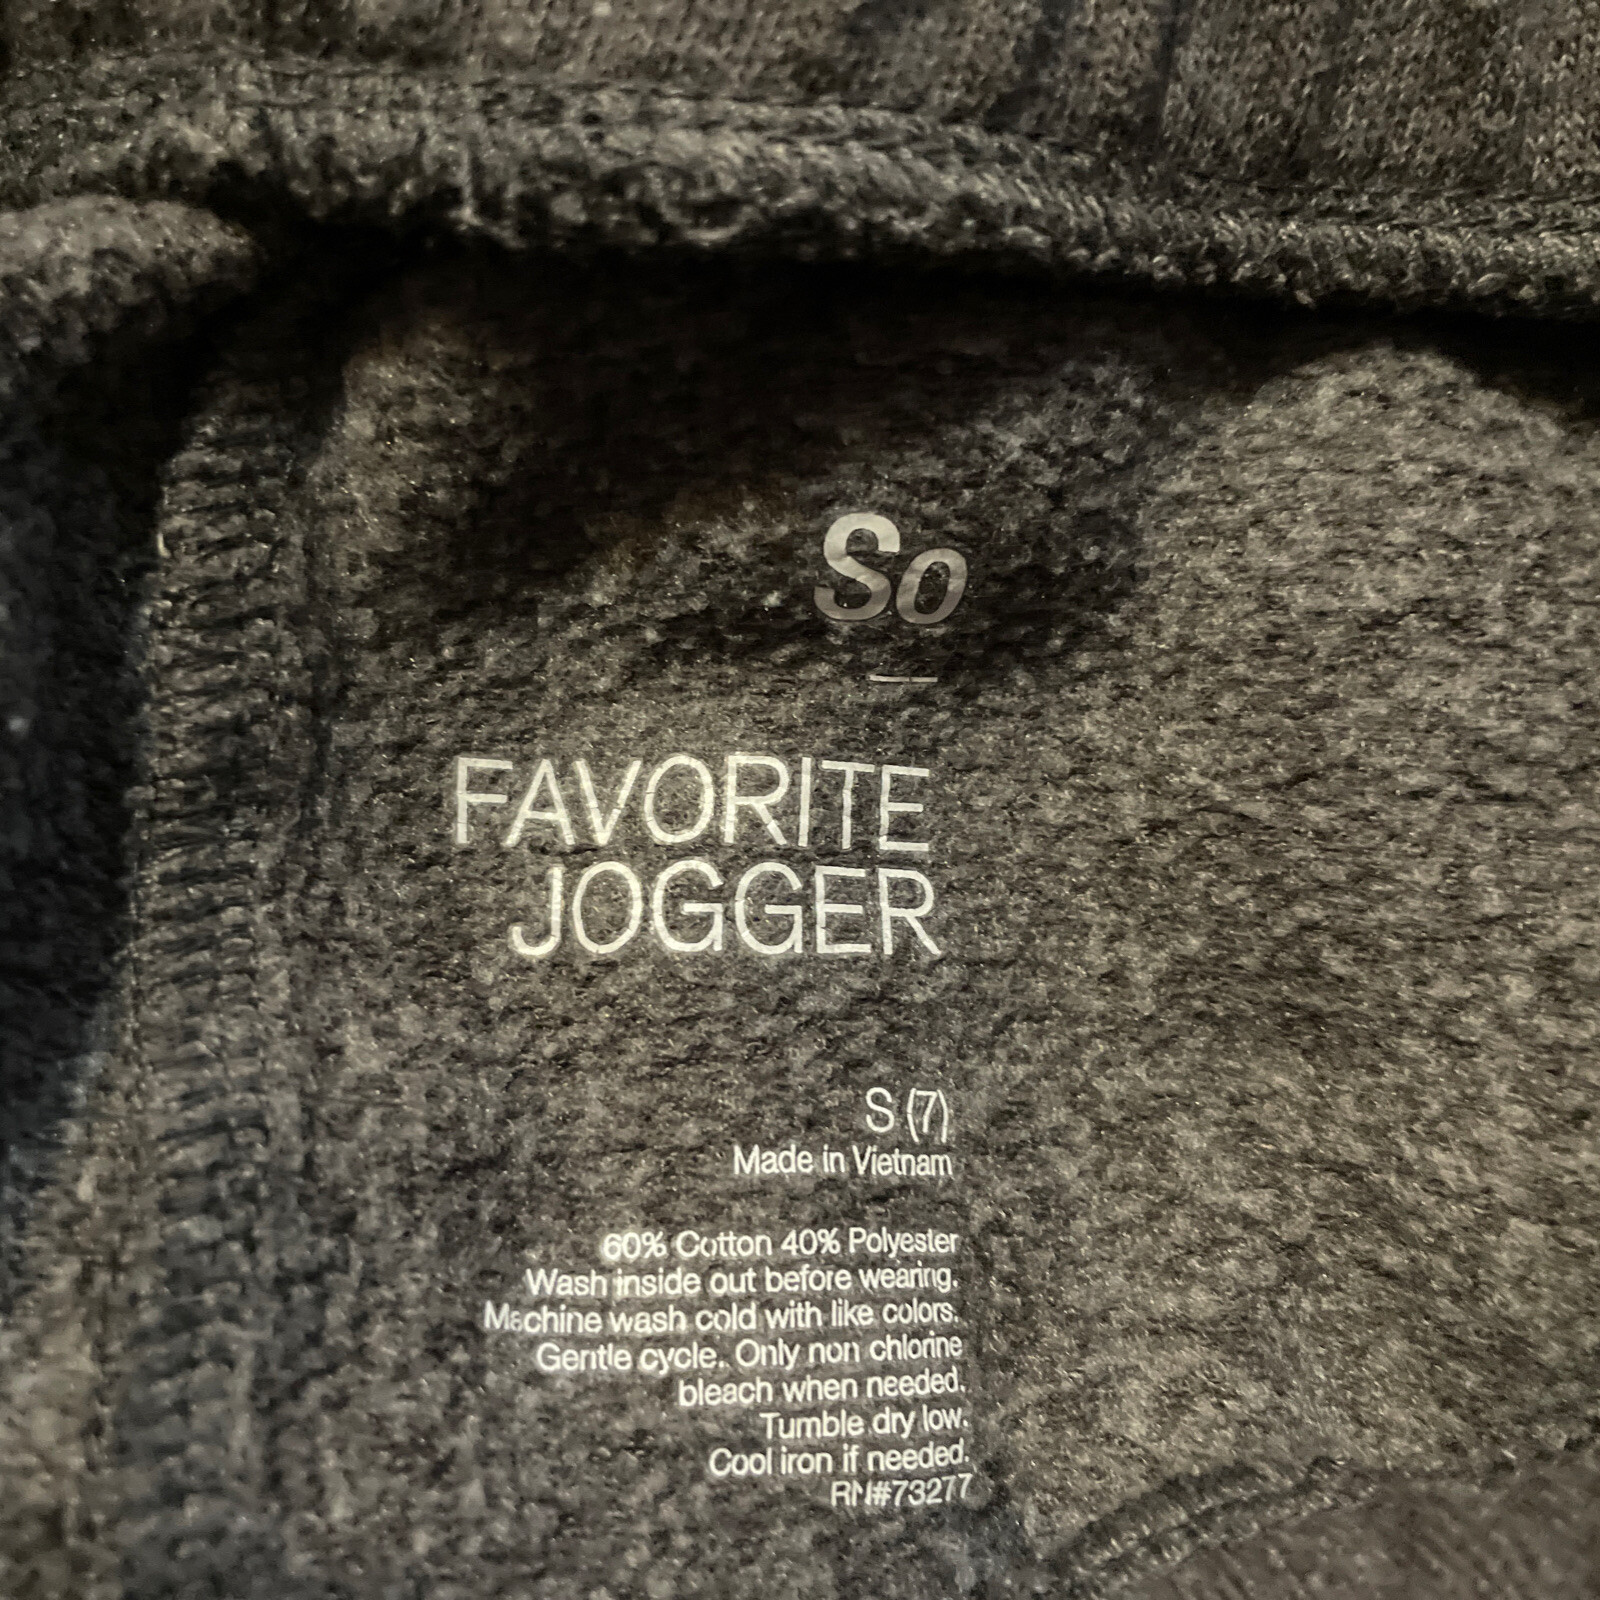 So
FAVORITE
JOGGER
S (7)
Made in Vietnam
60% Cotton 40% Polyester
Wash inside out before wearing.
Machine wash cold with like colors.
Gentle cycle. Only non chlorine
bleach when needed.
Tumble dry low.
Cool iron if needed.
RN#73277